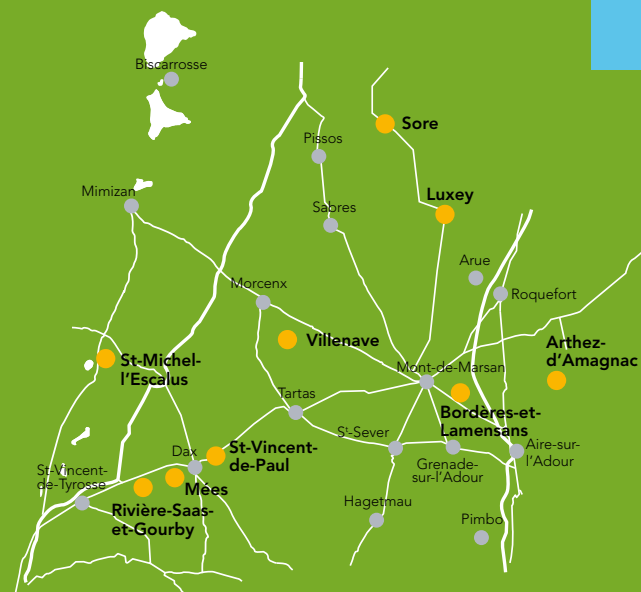 Biscarrosse
Sore
Pissos
Mimizan
Luxey
Sabres
Arue
Morcenx
Roquefort
Villenave
Arthez-
d'Amagnac
St-Michel-
l'Escalus
Mont-de-Marsan
Tartas
Bordères-et-
Lamensans
St-Sever
St-Vincent-
de-Paul
Dax
Aire-sur-
l'Adour
Grenade-
sur-l'Adour
St-Vincent-
de-Tyrosse
Mées
Rivière-Saas-
et-Gourby
Hagetmau
Pimbo